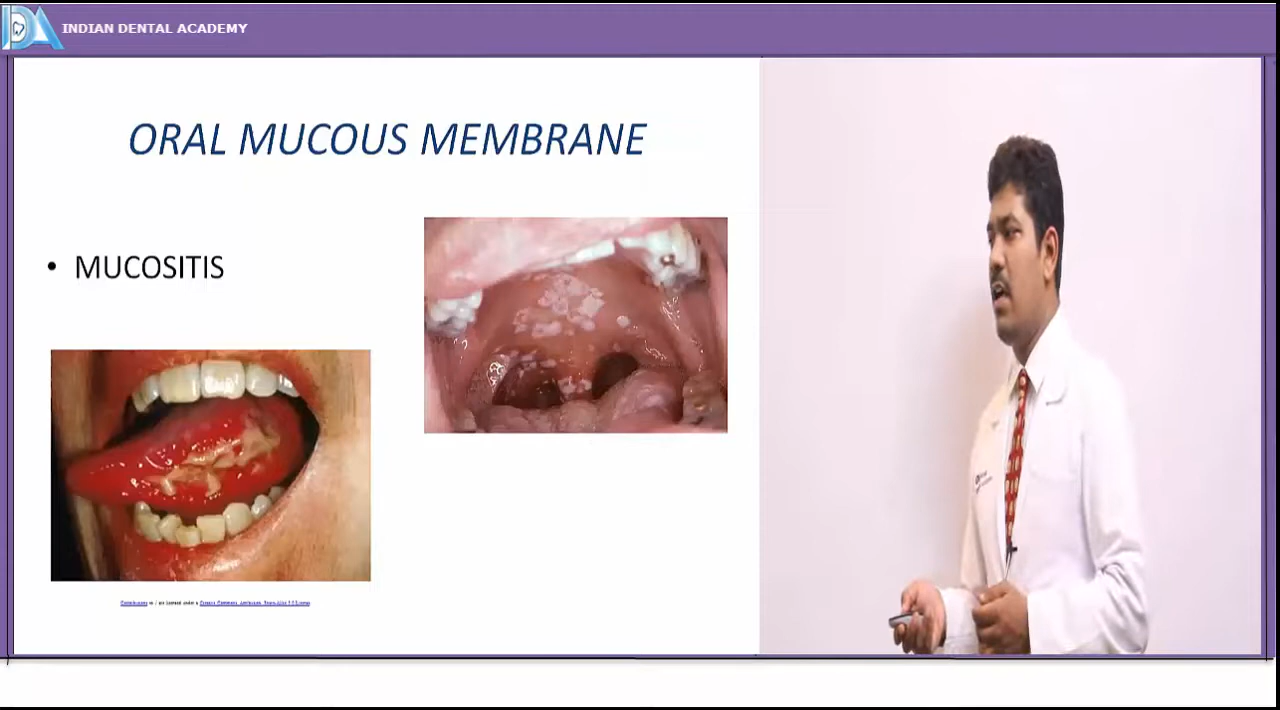 INDIAN DENTAL ACADEMY
ORAL MUCOUS MEMBRANE
• MUCOSITIS